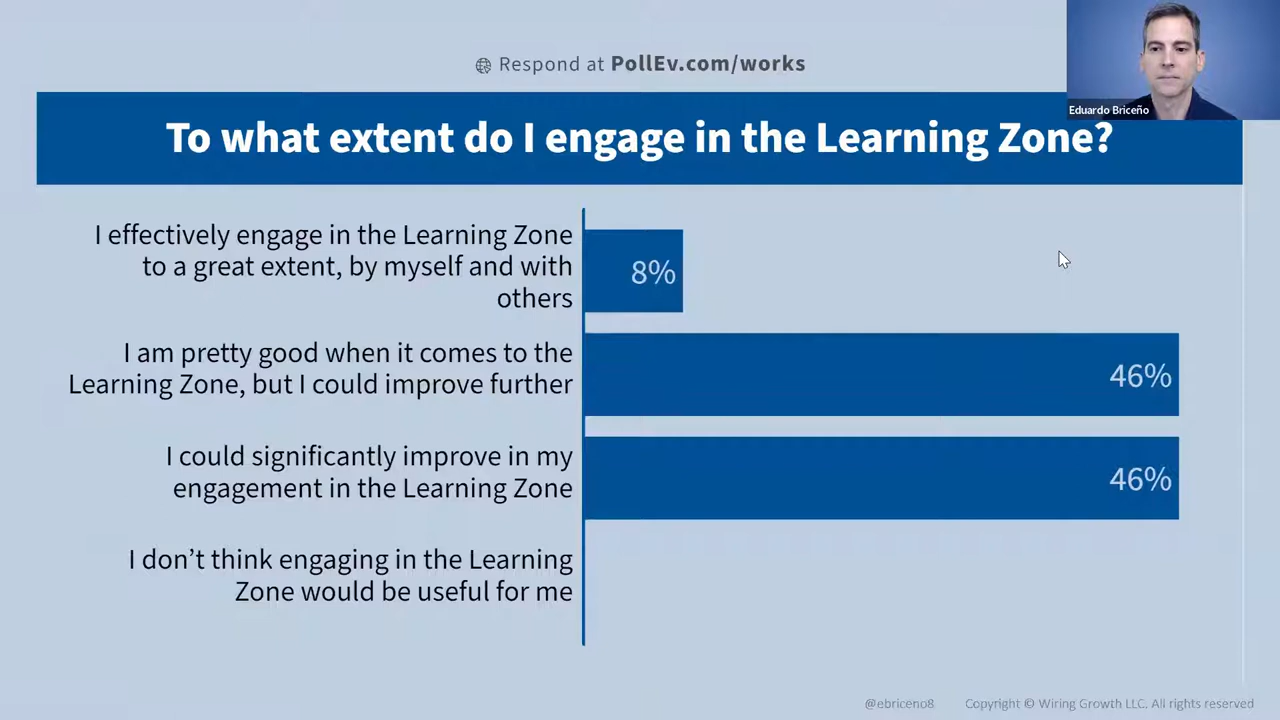 Respond at PollEv.com/works
Eduardo Briceño
To what extent do I engage in the Learning Zone?
I effectively engage in the Learning Zone
to a great extent, by myself and with
others
8%
I am pretty good when it comes to the
Learning Zone, but I could improve further
46%
I could significantly improve in my
engagement in the Learning Zone
46%
I don’t think engaging in the Learning
Zone would be useful for me
@ebriceno8 Copyright © Wiring Growth LLC. All rights reserved